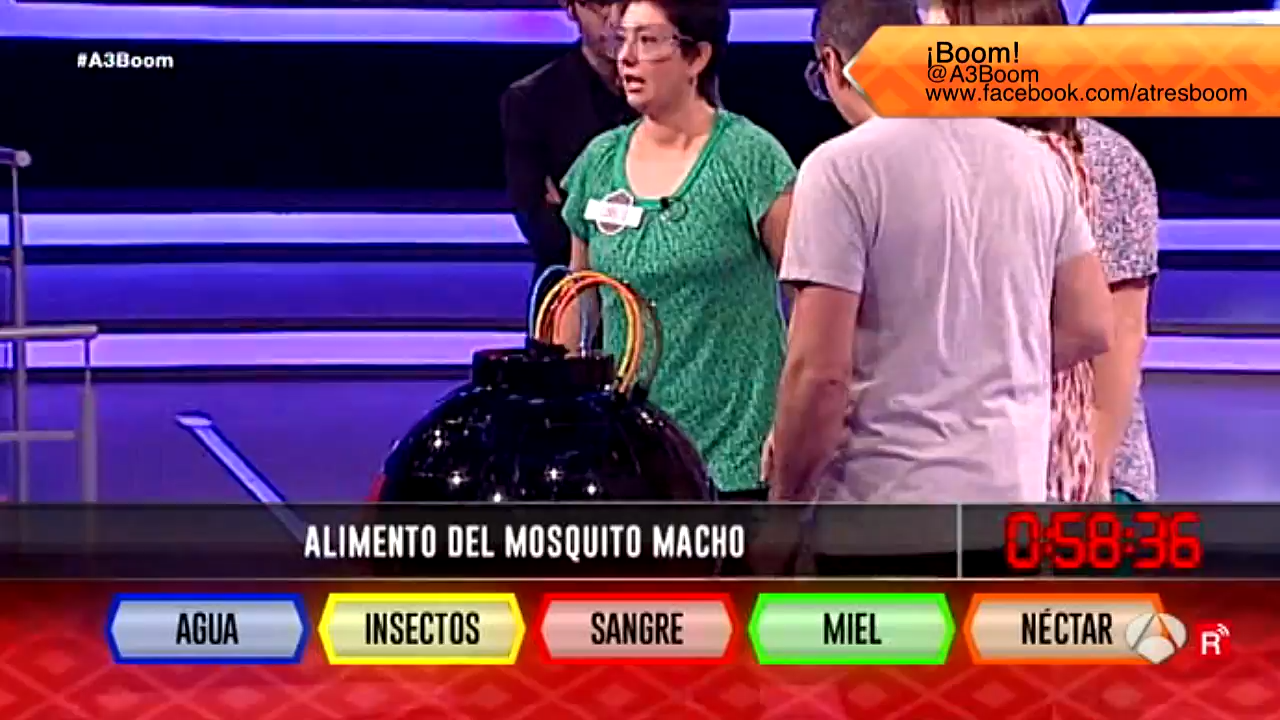 #A3Boom
¡Boom!
@A3Boom
www.facebook.com/atresboom
ALIMENTO DEL MOSQUITO MACHO
0:58:36
AGUA
INSECTOS
SANGRE
MIEL
NÉCTAR
R